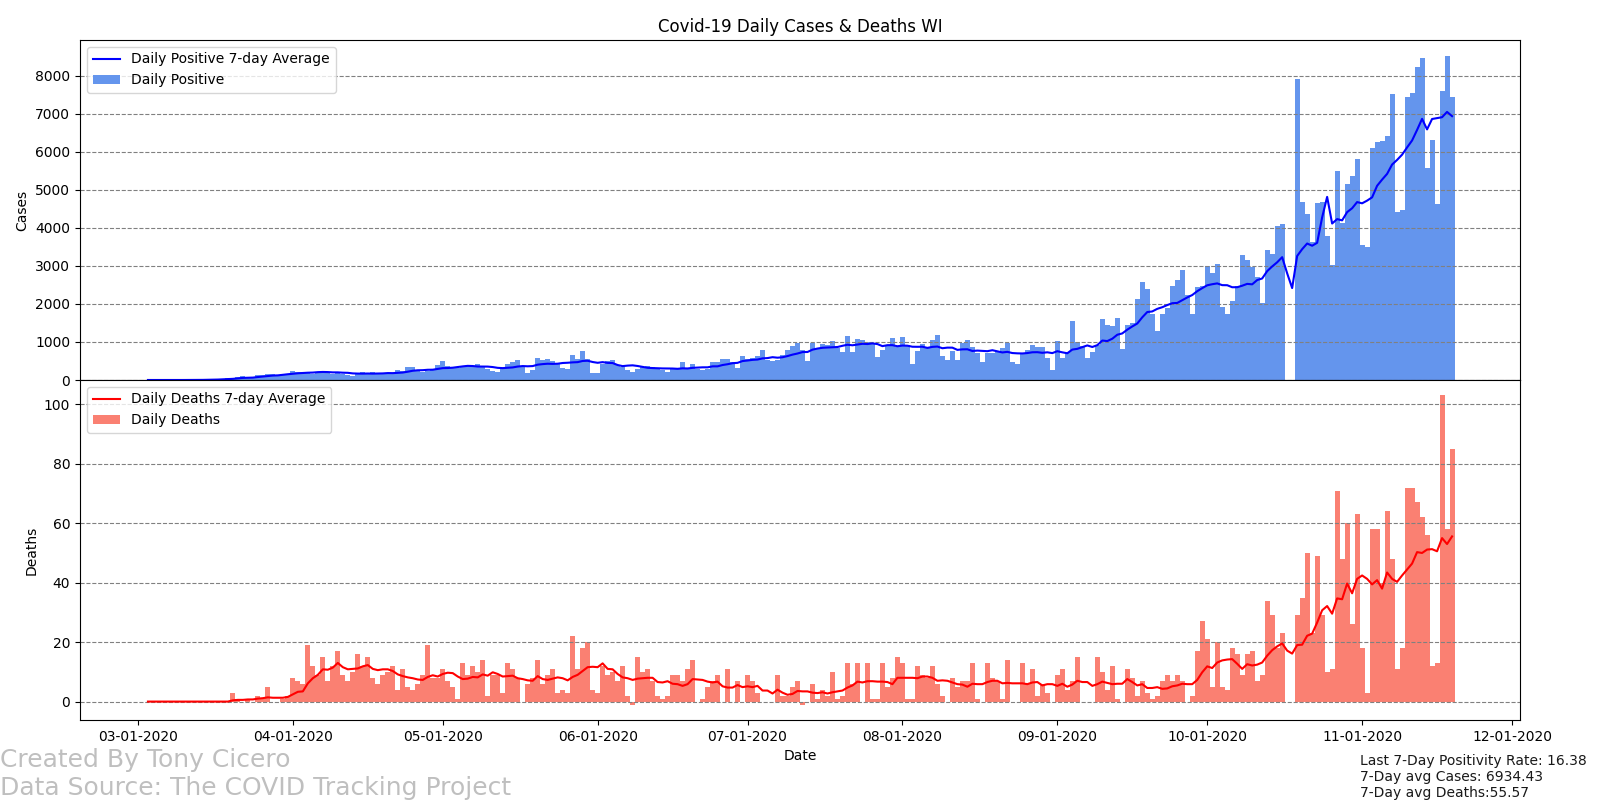 Covid-19 Daily Cases & Deaths WI
Daily Positive 7-day Average
Daily Positive
8000
7000
6000
5000
4000
3000
2000
1000
0
Cases
Daily Deaths 7-day Average
Daily Deaths
100
80
60
40
20
0
Deaths
03-01-2020 04-01-2020 05-01-2020 06-01-2020 07-01-2020 08-01-2020 09-01-2020 10-01-2020 11-01-2020 12-01-2020
Date
Created By Tony Cicero
Data Source: The COVID Tracking Project
Last 7-Day Positivity Rate: 16.38
7-Day avg Cases: 6934.43
7-Day avg Deaths:55.57